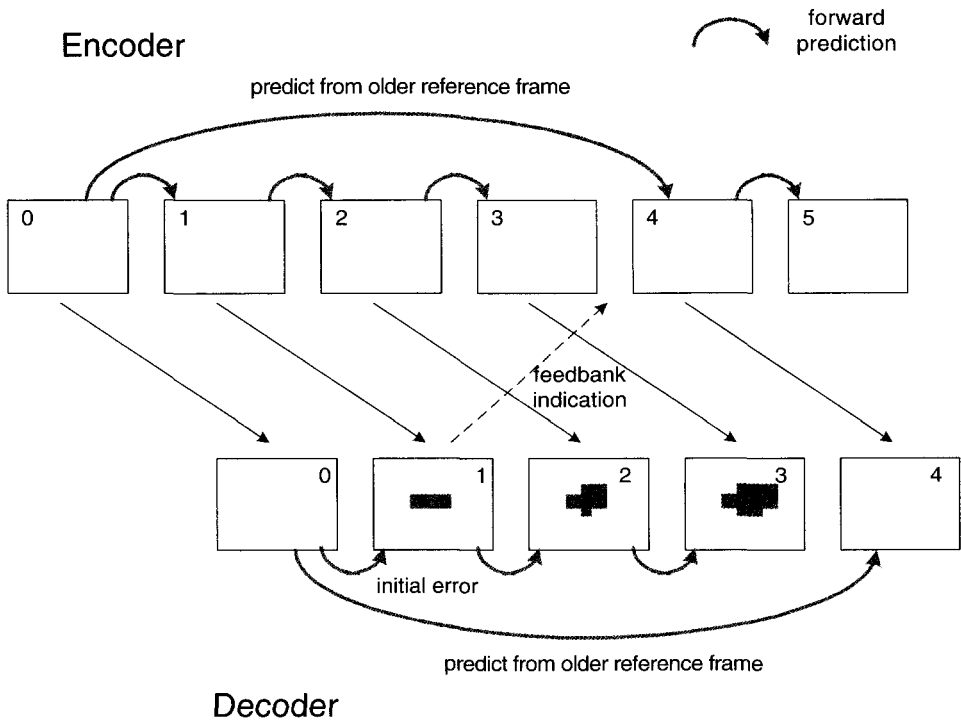 Encoder
forward
prediction
predict from older reference frame
0
1
2
3
4
5
feedbank
indication
0
1
2
3
4
initial error
predict from older reference frame
Decoder